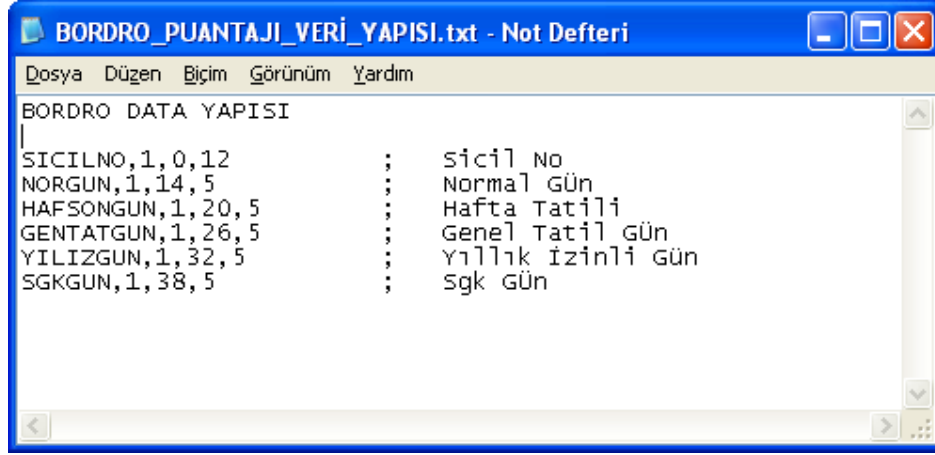 BORDRO_PUANTAJI_VERİ_YAPISI.txt - Not Defteri
Dosya Düzen Biçim Görünüm Yardım
BORDRO DATA YAPISI
SICILNO,1,0,12 ; Sicil No
NORGUN,1,14,5 ; Normal Gün
HAFSONGUN,1,20,5 ; Hafta Tatili
GENTATGUN,1,26,5 ; Genel Tatil Gün
YILIZGUN,1,32,5 ; Yıllık İzinli Gün
SGKGUN,1,38,5 ; Sgk Gün